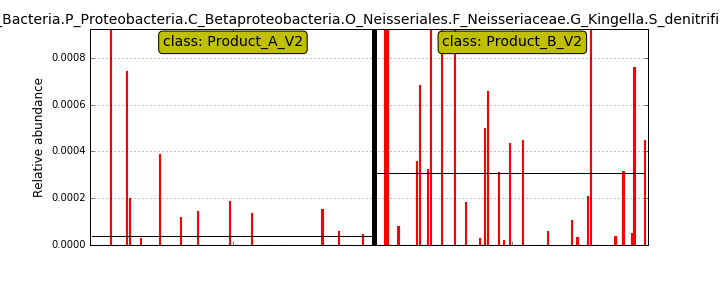 _Bacteria.P_Proteobacteria.C_Betaproteobacteria.O_Neisseriales.F_Neisseriaceae.G_Kingella.S_denitrifi
class: Product_A_V2 class: Product_B_V2
Relative abundance
0.0008
0.0006
0.0004
0.0002
0.0000